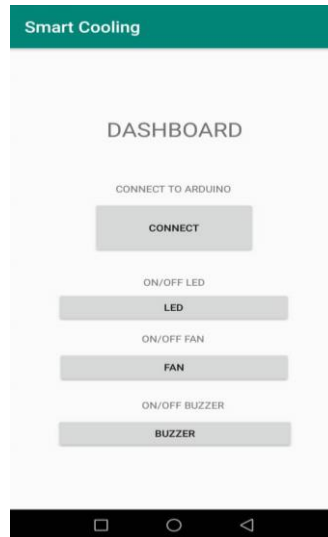 Smart Cooling
DASHBOARD
CONNECT TO ARDUINO
CONNECT
ON/OFF LED
LED
ON/OFF FAN
FAN
ON/OFF BUZZER
BUZZER